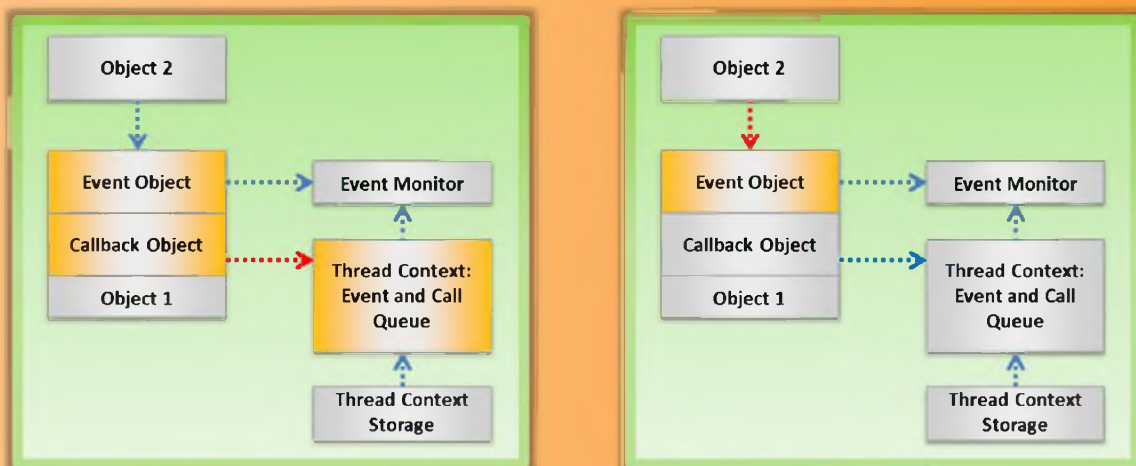 Object 2
Event Object
Event Monitor
Callback Object
Thread Context:
Event and Call
Queue
Object 1
Thread Context
Storage
Object 2
Event Object
Event Monitor
Callback Object
Thread Context:
Event and Call
Queue
Object 1
Thread Context
Storage